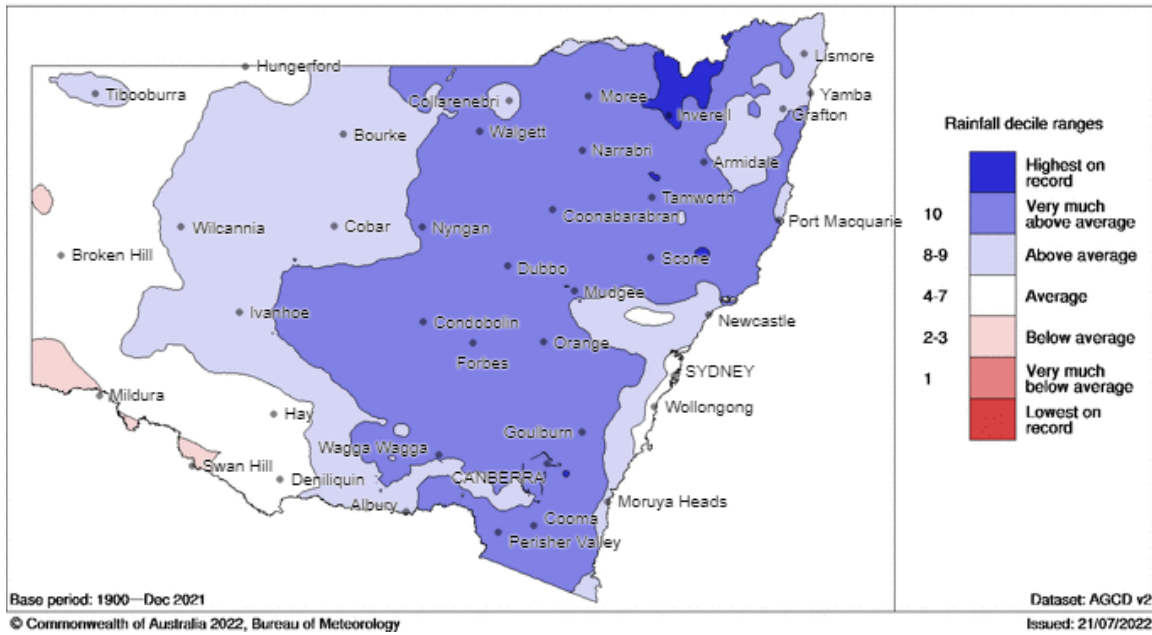 Hungerford
Lismore
Tibooburra
Collarenebri
Moree
Yamba
Inverell
Grafton
Bourke
Walgett
Narrabri
Armidale
Tamworth
Coonabarabran
Port Macquarie
Wilcannia
Cobar
Nyngan
Broken Hill
Scone
Dubbo
Mudgee
Ivanhoe
Condobolin
Newcastle
Forbes
Orange
SYDNEY
Mildura
Wollongong
Hay
Goulburn
Wagga Wagga
Swan Hill
Deniliquin
CANBERRA
Albury
Moruya Heads
Cooma
Perisher Valley
Rainfall decile ranges
Highest on
record
10
Very much
above average
8-9
Above average
4-7
Average
2-3
Below average
1
Very much
below average
Lowest on
record
Base period: 1900—Dec 2021
Dataset: AGCD v2
© Commonwealth of Australia 2022, Bureau of Meteorology
Issued: 21/07/2022